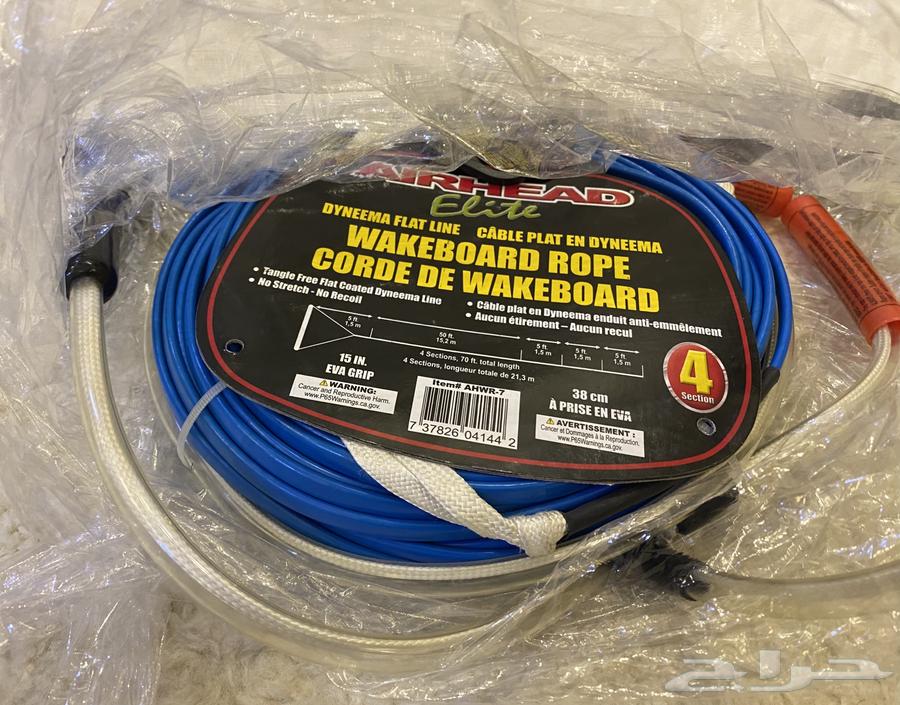 AIRHEAD
Elite
DYNEEMA FLAT LINE CÂBLE PLAT EN DYNEEMA
WAKEBOARD ROPE
CORDE DE WAKEBOARD
• Tangle Free Flat Coated Dyneema Line
• No Stretch - No Recoil
• Câble plat en Dyneema enduit anti-emmêlement
• Aucun étirement – Aucun recul
5 ft.
1,5 m
50 ft.
15,2 m
5 ft.
1,5 m
5 ft.
1,5 m
5 ft.
1,5 m
4 Sections, 70 ft. total length
4 Sections, longueur totale de 21,3 m
15 IN.
EVA GRIP
WARNING:
Cancer and Reproductive Harm.
www.P65Warnings.ca.gov.
Item# AHWR-7
7 37826 04144 2
38 cm
À PRISE EN EVA
AVERTISSEMENT :
Cancer et Dommages à la Reproduction.
www.P65Warnings.ca.gov.
4
Section
حراج